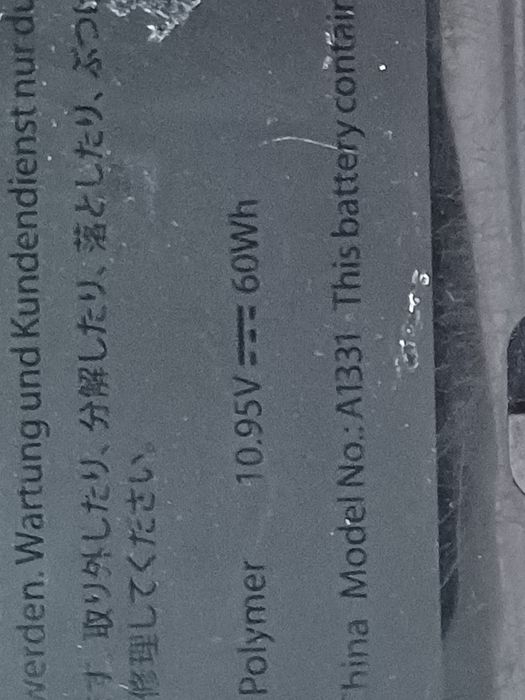 werden. Wartung und Kundendienst nur du
す 取り外したり、分解したり、落としたり、ぶつ
修理してください。
Polymer 10.95V ⎓ 60Wh
hina Model No.: A1331 This battery contain